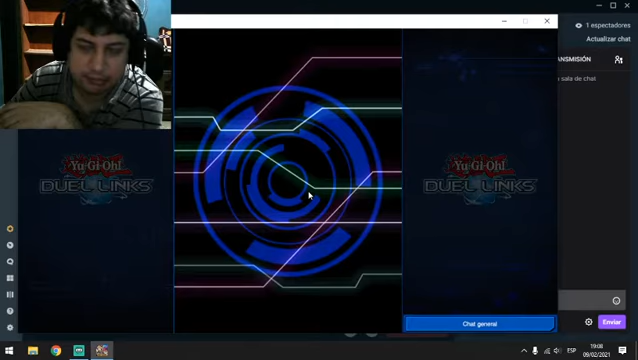 1 espectadores
Actualizar chat
NSMISIÓN
sala de chat
Yu-Gi-Oh!
DUEL LINKS
Yu-Gi-Oh!
DUEL LINKS
Chat general
Enviar
ESP
19:08
09/02/2021